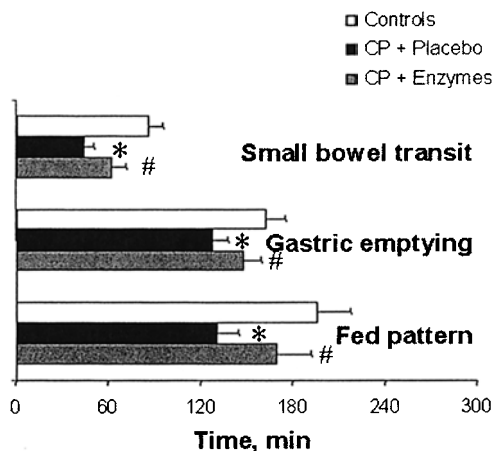 Controls
CP + Placebo
CP + Enzymes
*
#
Small bowel transit
*
#
Gastric emptying
*
#
Fed pattern
0 60 120 180 240 300
Time, min